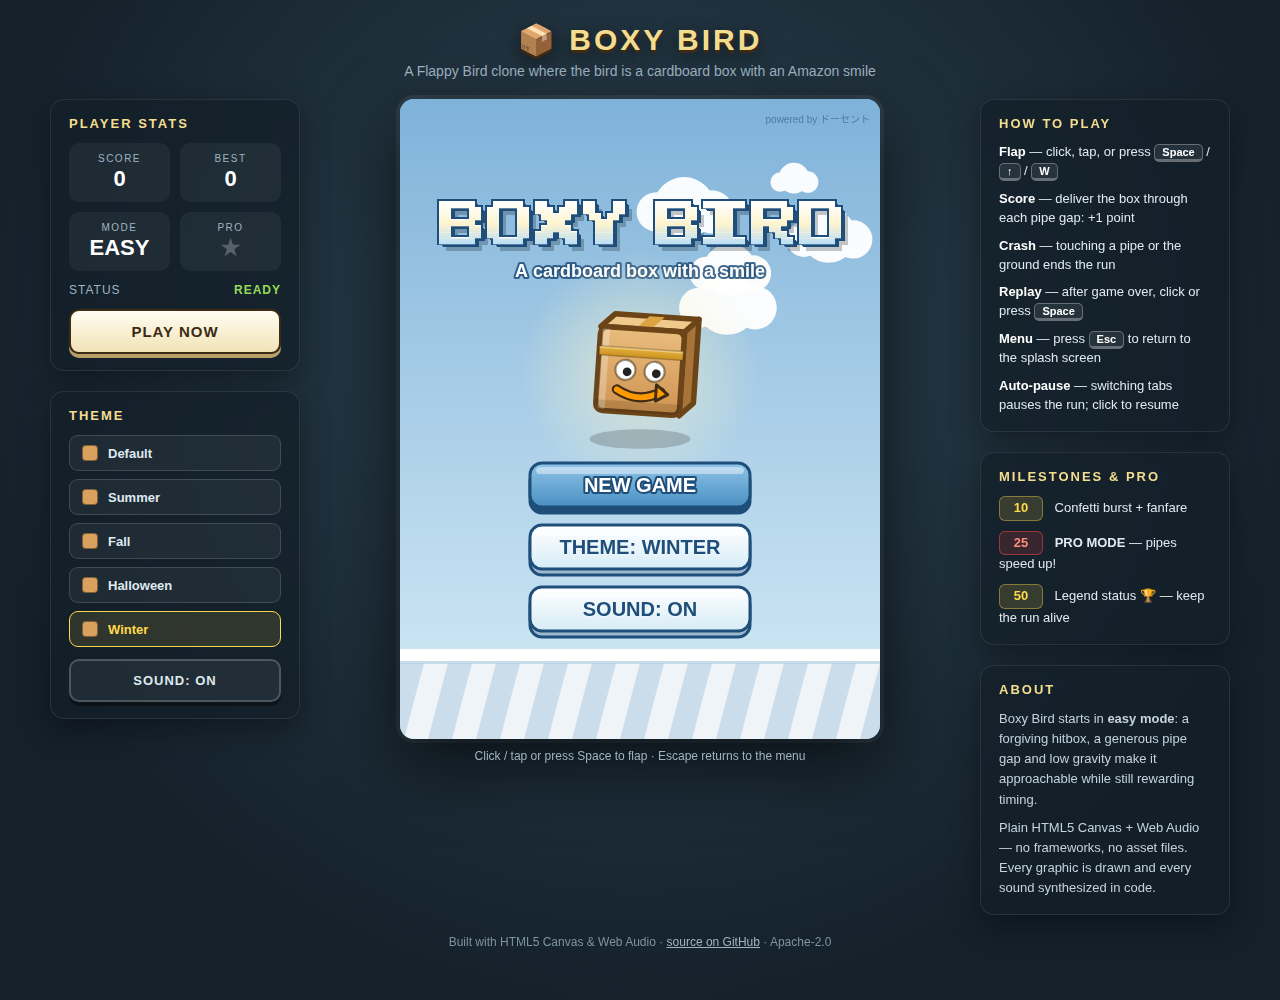 BOXY BIRD
A Flappy Bird clone where the bird is a cardboard box with an Amazon smile
PLAYER STATS
SCORE
0
BEST
0
MODE
EASY
PRO
★
STATUS
READY
PLAY NOW
THEME
Default
Summer
Fall
Halloween
Winter
SOUND: ON
powered by ドーセント
BOXY BIRD
A cardboard box with a smile
NEW GAME
THEME: WINTER
SOUND: ON
Click / tap or press Space to flap · Escape returns to the menu
HOW TO PLAY
Flap — click, tap, or press Space /
↑ / W
Score — deliver the box through
each pipe gap: +1 point
Crash — touching a pipe or the
ground ends the run
Replay — after game over, click or
press Space
Menu — press Esc to return to
the splash screen
Auto-pause — switching tabs
pauses the run; click to resume
MILESTONES & PRO
10 Confetti burst + fanfare
25 PRO MODE — pipes
speed up!
50 Legend status 🏆 — keep
the run alive
ABOUT
Boxy Bird starts in easy mode: a
forgiving hitbox, a generous pipe
gap and low gravity make it
approachable while still rewarding
timing.
Plain HTML5 Canvas + Web Audio
— no frameworks, no asset files.
Every graphic is drawn and every
sound synthesized in code.
Built with HTML5 Canvas & Web Audio · source on GitHub · Apache-2.0